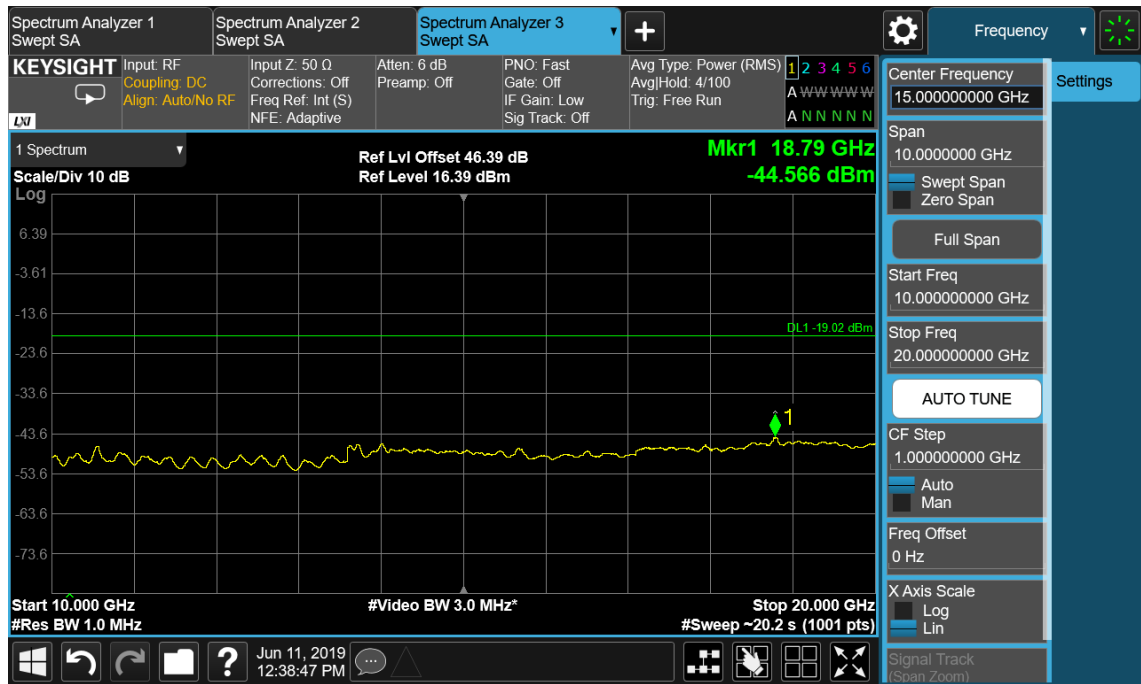 Spectrum Analyzer 1
Swept SA
Spectrum Analyzer 2
Swept SA
Spectrum Analyzer 3
Swept SA
+
Frequency
KEYSIGHT
LXI
Input: RF
Coupling: DC
Align: Auto/No RF
Input Z: 50 Ω
Corrections: Off
Freq Ref: Int (S)
NFE: Adaptive
Atten: 6 dB
Preamp: Off
PNO: Fast
Gate: Off
IF Gain: Low
Sig Track: Off
Avg Type: Power (RMS)
Avg|Hold: 4/100
Trig: Free Run
1 2 3 4 5 6
A W W W W W
A N N N N N
1 Spectrum
Scale/Div 10 dB
Log
Ref Lvl Offset 46.39 dB
Ref Level 16.39 dBm
Mkr1 18.79 GHz
-44.566 dBm
6.39
-3.61
-13.6
DL1 -19.02 dBm
-23.6
-33.6
1
-43.6
-53.6
-63.6
-73.6
Start 10.000 GHz
#Res BW 1.0 MHz
#Video BW 3.0 MHz*
Stop 20.000 GHz
#Sweep ~20.2 s (1001 pts)
Center Frequency
15.000000000 GHz
Span
10.0000000 GHz
Swept Span
Zero Span
Full Span
Start Freq
10.000000000 GHz
Stop Freq
20.000000000 GHz
AUTO TUNE
CF Step
1.000000000 GHz
Auto
Man
Freq Offset
0 Hz
X Axis Scale
Log
Lin
Signal Track
(Span Zoom)
Settings
?
Jun 11, 2019
12:38:47 PM